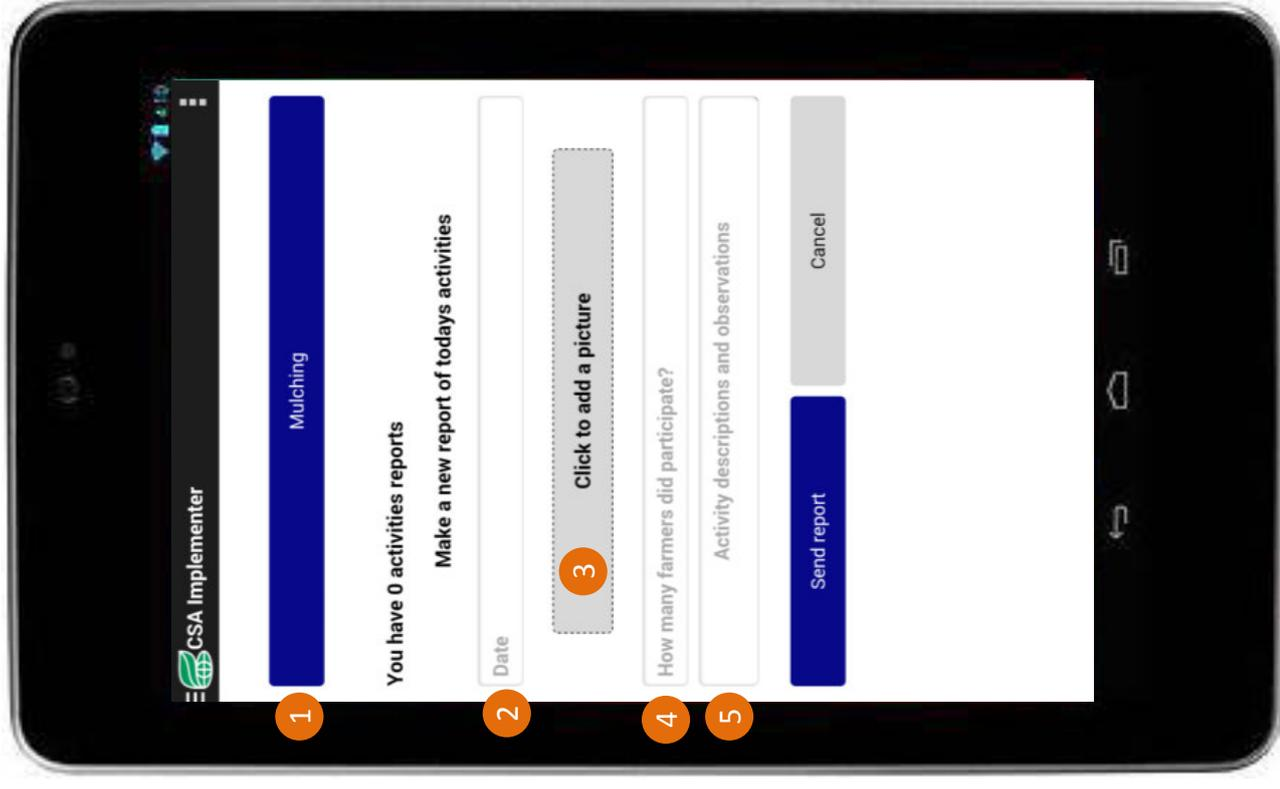 CSA Implementer
1
Mulching
You have 0 activities reports
Make a new report of todays activities
2
Date
3
Click to add a picture
4
How many farmers did participate?
5
Activity descriptions and observations
Send report
Cancel